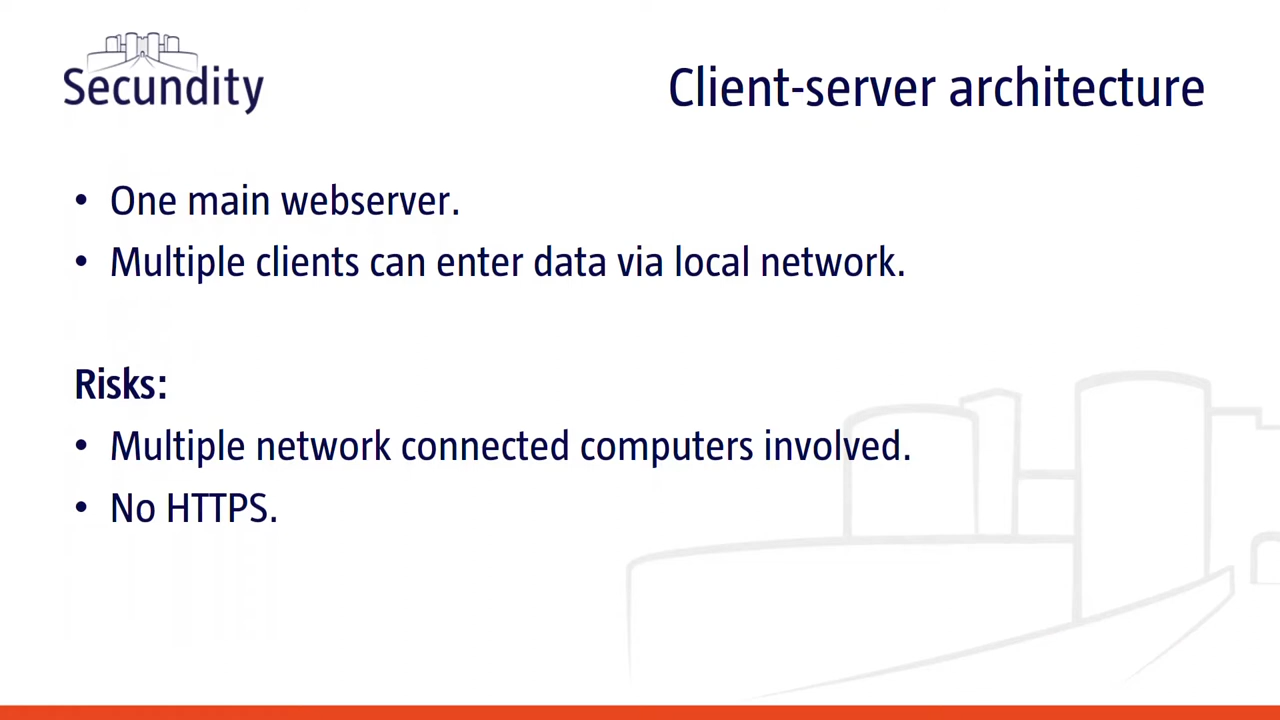 Secundity
Client-server architecture
• One main webserver.
• Multiple clients can enter data via local network.
Risks:
• Multiple network connected computers involved.
• No HTTPS.